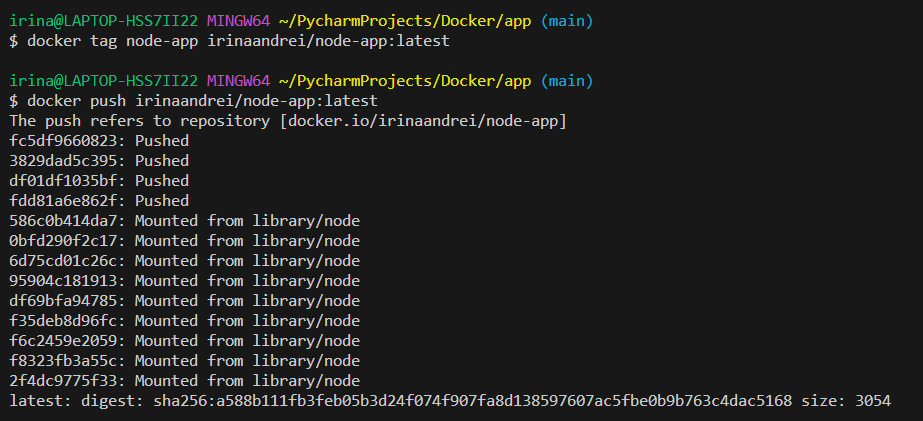 irina@LAPTOP-HSS7II22 MINGW64 ~/PycharmProjects/Docker/app (main)
$ docker tag node-app irinaandrei/node-app:latest
irina@LAPTOP-HSS7II22 MINGW64 ~/PycharmProjects/Docker/app (main)
$ docker push irinaandrei/node-app:latest
The push refers to repository [docker.io/irinaandrei/node-app]
fc5df9660823: Pushed
3829dad5c395: Pushed
df01df1035bf: Pushed
fdd81a6e862f: Pushed
586c0b414da7: Mounted from library/node
0bfd290f2c17: Mounted from library/node
6d75cd01c26c: Mounted from library/node
95904c181913: Mounted from library/node
df69bfa94785: Mounted from library/node
f35deb8d96fc: Mounted from library/node
f6c2459e2059: Mounted from library/node
f8323fb3a55c: Mounted from library/node
2f4dc9775f33: Mounted from library/node
latest: digest: sha256:a588b111fb3feb05b3d24f074f907fa8d138597607ac5fbe0b9b763c4dac5168 size: 3054